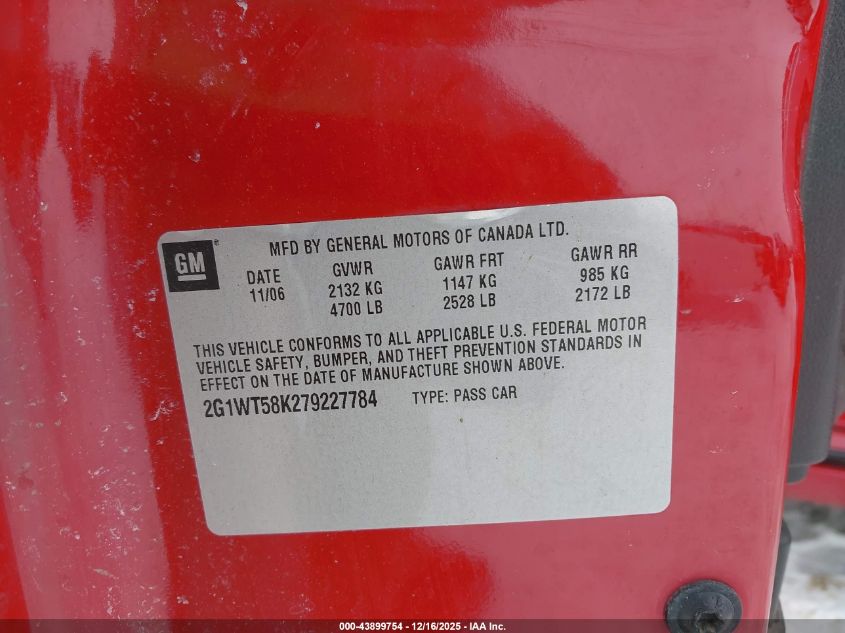 GM
®
MFD BY GENERAL MOTORS OF CANADA LTD.
DATE GVWR GAWR FRT GAWR RR
11/06 2132 KG 1147 KG 985 KG
4700 LB 2528 LB 2172 LB
THIS VEHICLE CONFORMS TO ALL APPLICABLE U.S. FEDERAL MOTOR
VEHICLE SAFETY, BUMPER, AND THEFT PREVENTION STANDARDS IN
EFFECT ON THE DATE OF MANUFACTURE SHOWN ABOVE.
2G1WT58K279227784 TYPE: PASS CAR
000-43899754 - 12/16/2025 - IAA Inc.